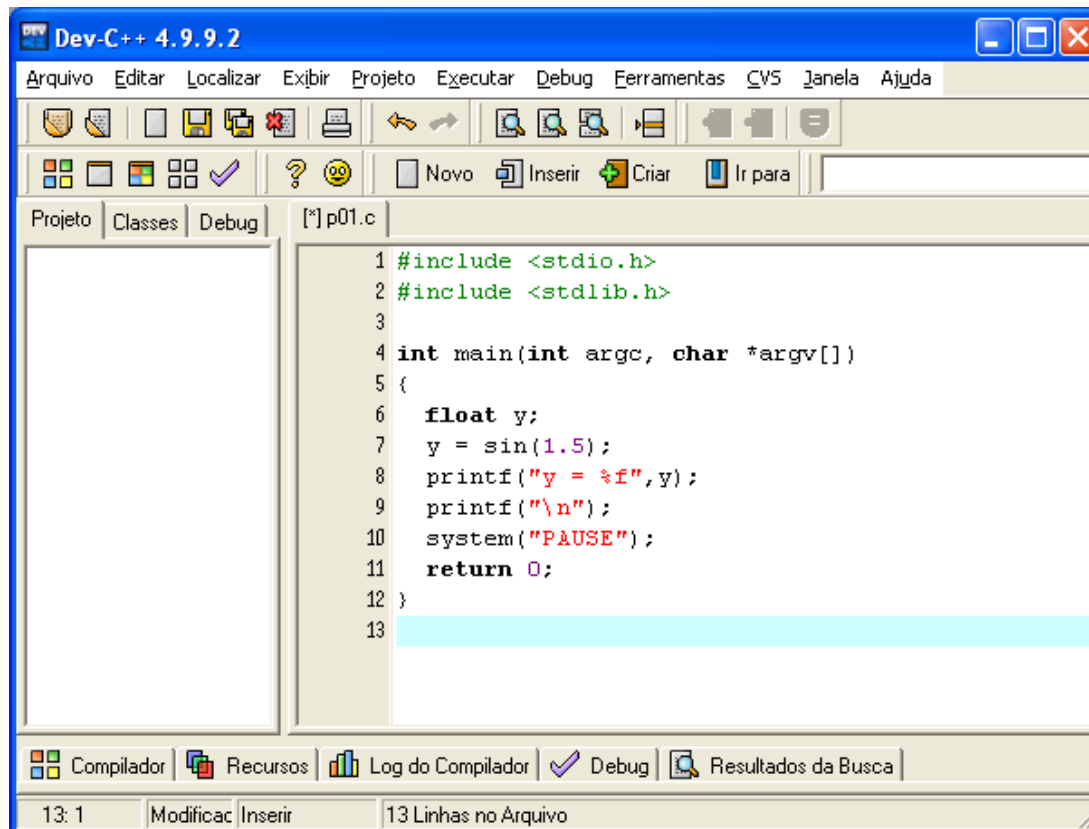 Dev-C++ 4.9.9.2
Arquivo Editar Localizar Exibir Projeto Executar Debug Ferramentas CVS Janela Ajuda
Novo Inserir Criar Ir para
Projeto Classes Debug [*] p01.c
1 #include <stdio.h>
2 #include <stdlib.h>
3
4 int main(int argc, char *argv[])
5 {
6   float y;
7   y = sin(1.5);
8   printf("y = %f",y);
9   printf("\n");
10   system("PAUSE");
11   return 0;
12 }
13
Compilador Recursos Log do Compilador Debug Resultados da Busca
13: 1 Modificac Inserir 13 Linhas no Arquivo